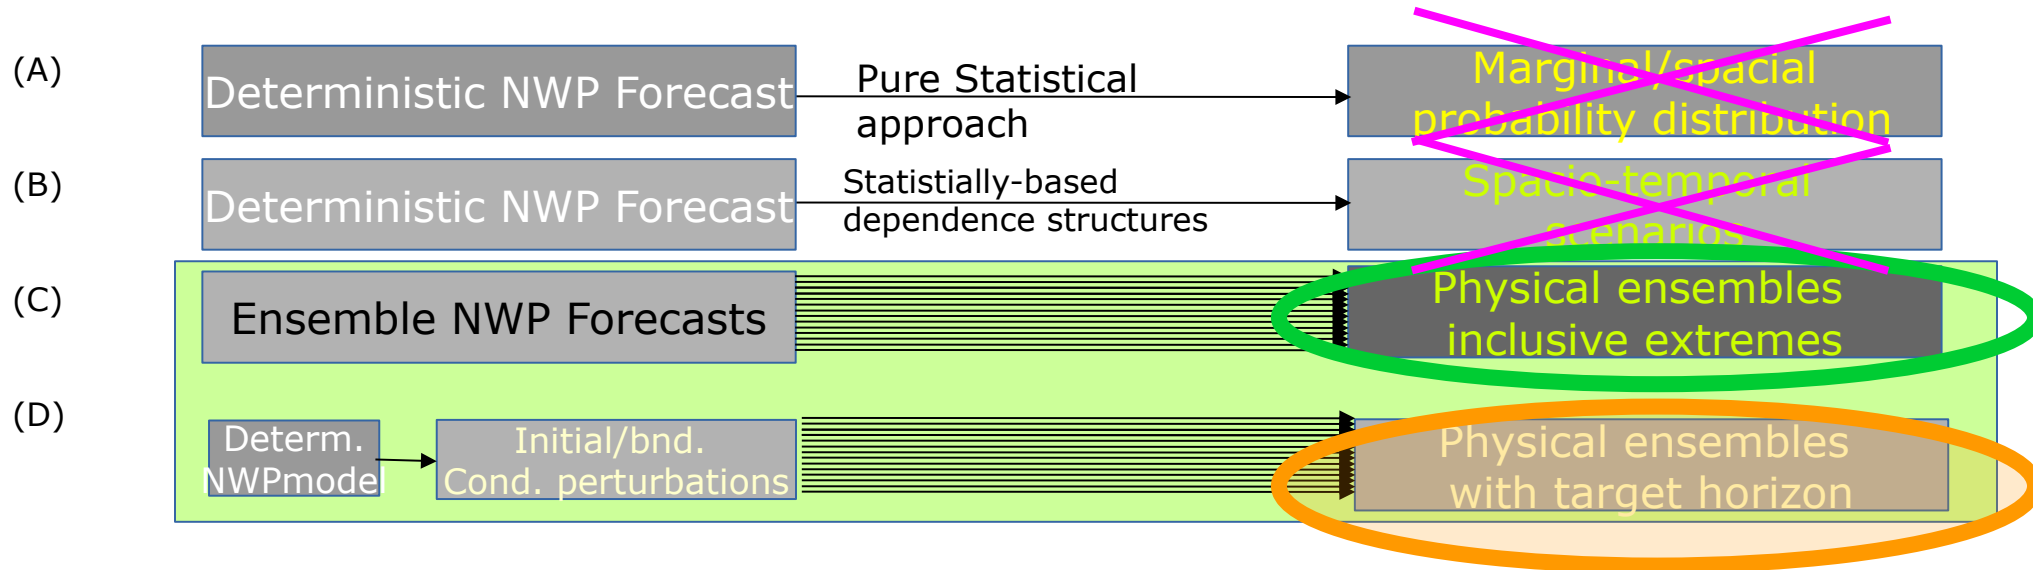 (A)
Deterministic NWP Forecast
Pure Statistical
approach
Marginal/spacial
probability distribution
(B)
Deterministic NWP Forecast
Statistially-based
dependence structures
Spacio-temporal
scenarios
(C)
Ensemble NWP Forecasts
Physical ensembles
inclusive extremes
(D)
Determ.
NWPmodel
Initial/bnd.
Cond. perturbations
Physical ensembles
with target horizon